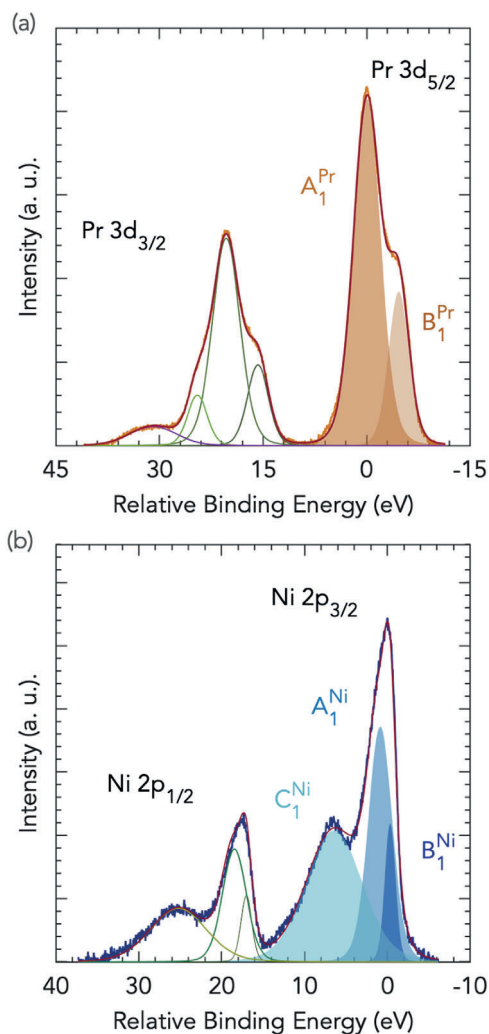 (a)
Pr 3d5/2
A1Pr
Pr 3d3/2
B1Pr
Intensity (a. u.).
45 30 15 0 -15
Relative Binding Energy (eV)
(b)
Ni 2p3/2
A1Ni
C1Ni
Ni 2p1/2
B1Ni
Intensity (a. u.).
40 30 20 10 0 -10
Relative Binding Energy (eV)